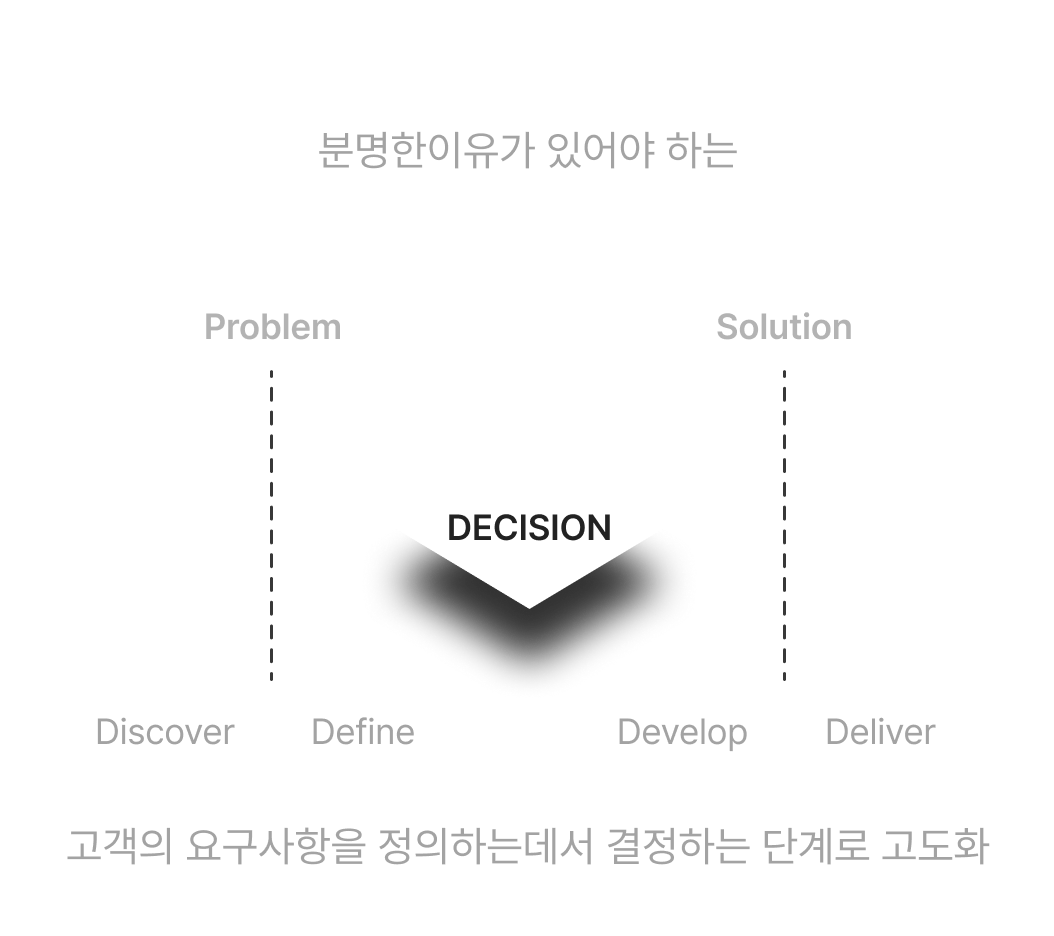 분명한이유가 있어야 하는
Problem Solution
DECISION
Discover Define Develop Deliver
고객의 요구사항을 정의하는데서 결정하는 단계로 고도화